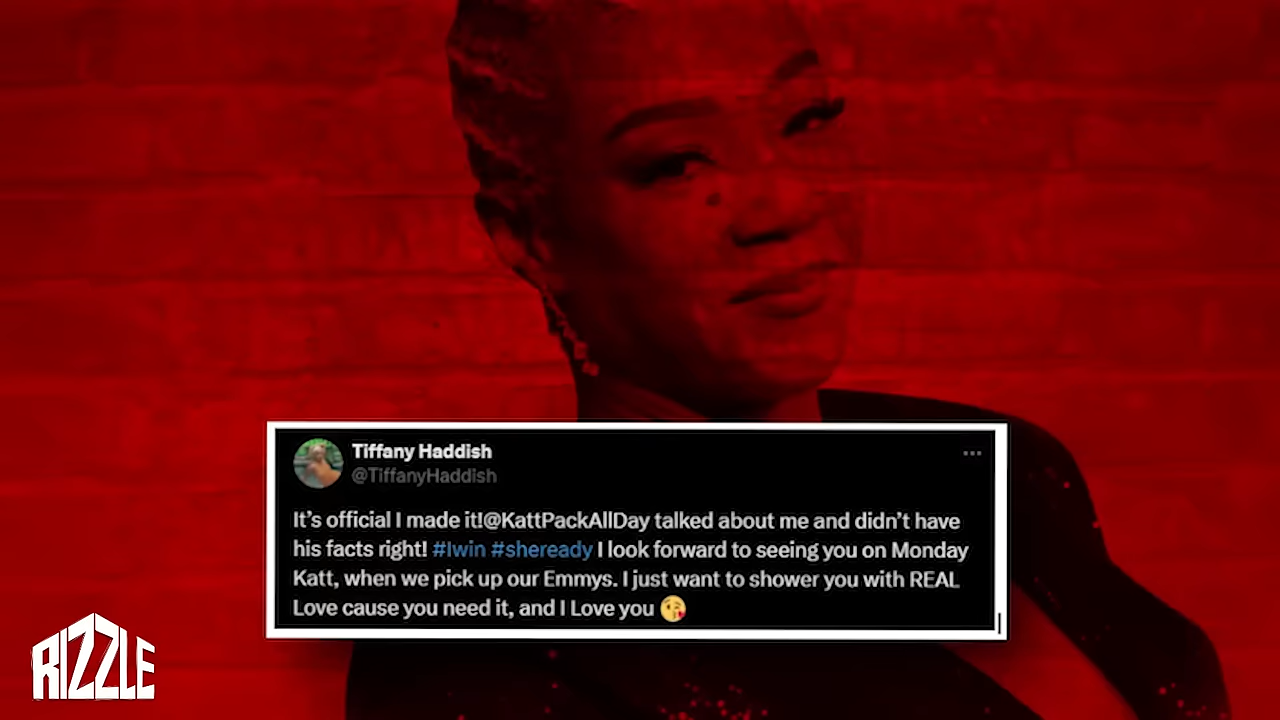 Tiffany Haddish
@TiffanyHaddish
It's official I made it!@KattPackAllDay talked about me and didn't have
his facts right! #Iwin #sheready I look forward to seeing you on Monday
Katt, when we pick up our Emmys. I just want to shower you with REAL
Love cause you need it, and I Love you 😘
RIZZLE